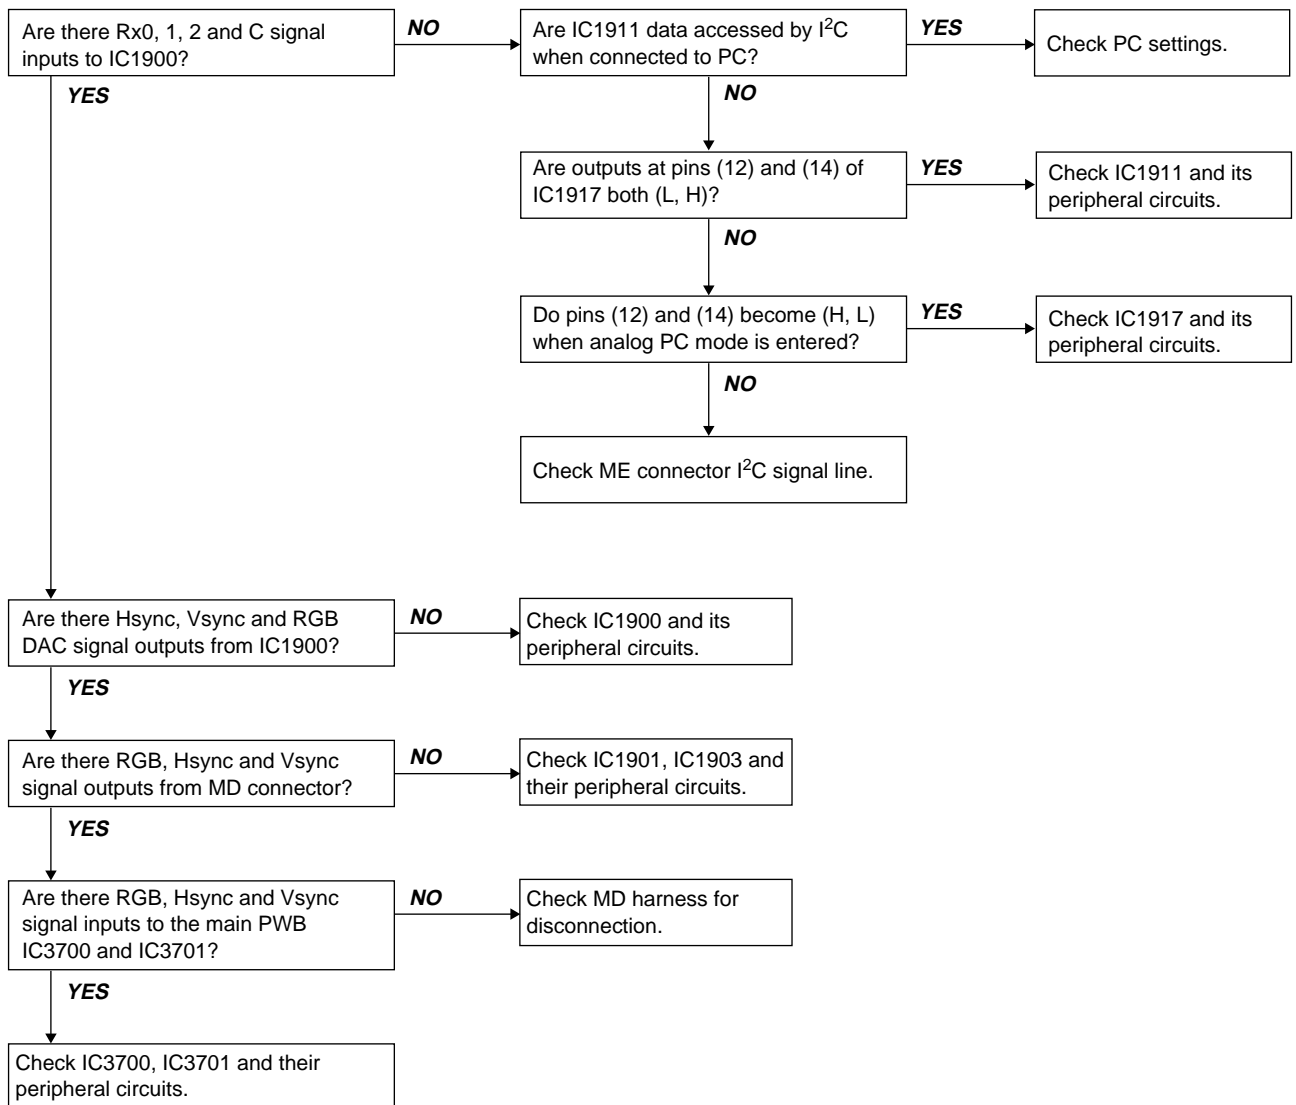 Are there Rx0, 1, 2 and C signal
inputs to IC1900?
NO
Are IC1911 data accessed by I²C
when connected to PC?
YES
Check PC settings.
YES
NO
Are outputs at pins (12) and (14) of
IC1917 both (L, H)?
YES
Check IC1911 and its
peripheral circuits.
NO
Do pins (12) and (14) become (H, L)
when analog PC mode is entered?
YES
Check IC1917 and its
peripheral circuits.
NO
Check ME connector I²C signal line.
Are there Hsync, Vsync and RGB
DAC signal outputs from IC1900?
NO
Check IC1900 and its
peripheral circuits.
YES
Are there RGB, Hsync and Vsync
signal outputs from MD connector?
NO
Check IC1901, IC1903 and
their peripheral circuits.
YES
Are there RGB, Hsync and Vsync
signal inputs to the main PWB
IC3700 and IC3701?
NO
Check MD harness for
disconnection.
YES
Check IC3700, IC3701 and their
peripheral circuits.